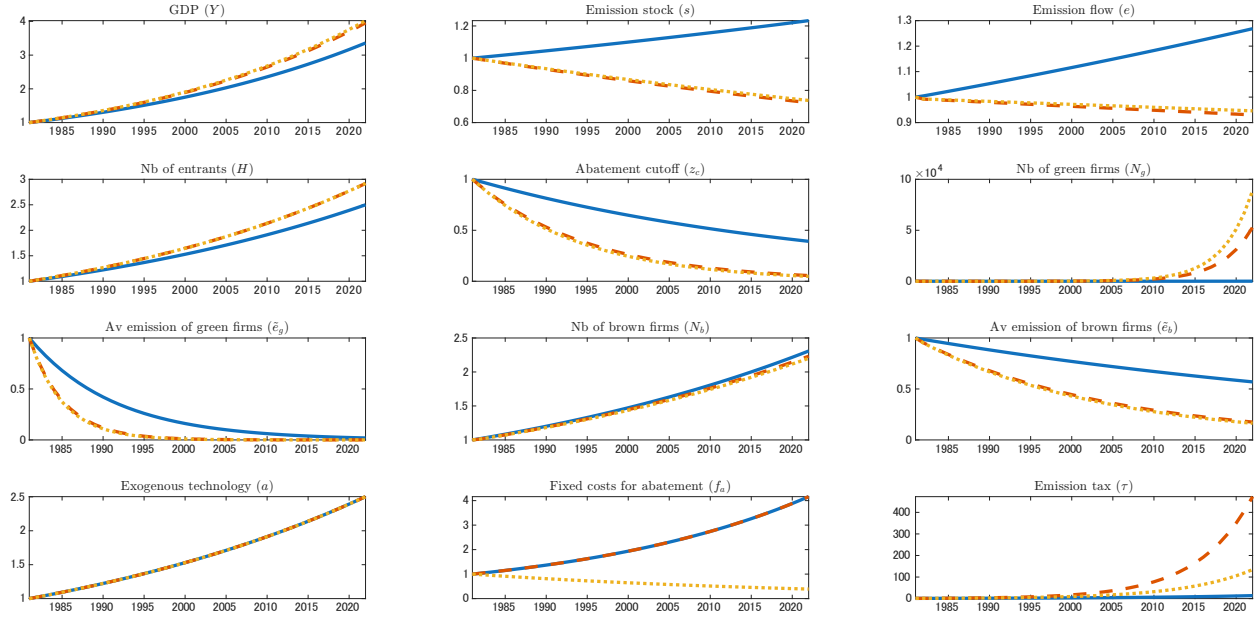 GDP (Y)
4
3
2
1
1985 1990 1995 2000 2005 2010 2015 2020
Emission stock (s)
1.2
1
0.8
0.6
1985 1990 1995 2000 2005 2010 2015 2020
Emission flow (e)
1.3
1.2
1.1
1
0.9
1985 1990 1995 2000 2005 2010 2015 2020
Nb of entrants (H)
3
2.5
2
1.5
1
1985 1990 1995 2000 2005 2010 2015 2020
Abatement cutoff (z_c)
1
0.5
0
1985 1990 1995 2000 2005 2010 2015 2020
Nb of green firms (N_g)
×10⁴
10
5
0
1985 1990 1995 2000 2005 2010 2015 2020
Av emission of green firms (ẽ_g)
1
0.5
0
1985 1990 1995 2000 2005 2010 2015 2020
Nb of brown firms (N_b)
2.5
2
1.5
1
1985 1990 1995 2000 2005 2010 2015 2020
Av emission of brown firms (ẽ_b)
1
0.5
0
1985 1990 1995 2000 2005 2010 2015 2020
Exogenous technology (a)
2.5
2
1.5
1
1985 1990 1995 2000 2005 2010 2015 2020
Fixed costs for abatement (f_a)
4
3
2
1
0
1985 1990 1995 2000 2005 2010 2015 2020
Emission tax (τ)
400
300
200
100
0
1985 1990 1995 2000 2005 2010 2015 2020